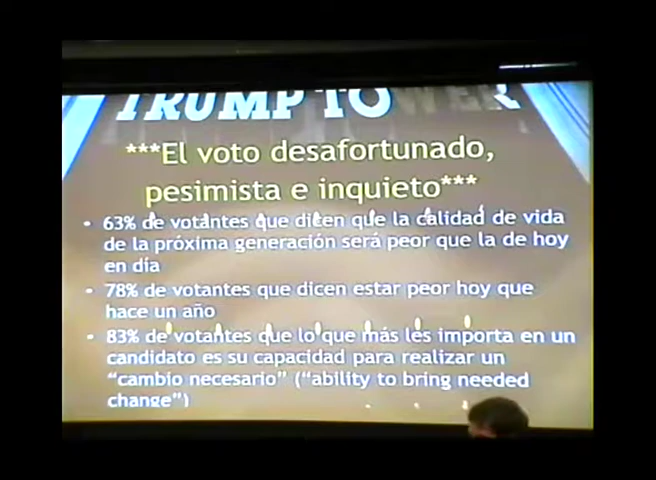 TRUMP TOWER
***El voto desafortunado,
pesimista e inquieto***
• 63% de votantes que dicen que la calidad de vida
de la próxima generación será peor que la de hoy
en día
• 78% de votantes que dicen estar peor hoy que
hace un año
• 83% de votantes que lo que más les importa en un
candidato es su capacidad para realizar un
“cambio necesario” (“ability to bring needed
change”)